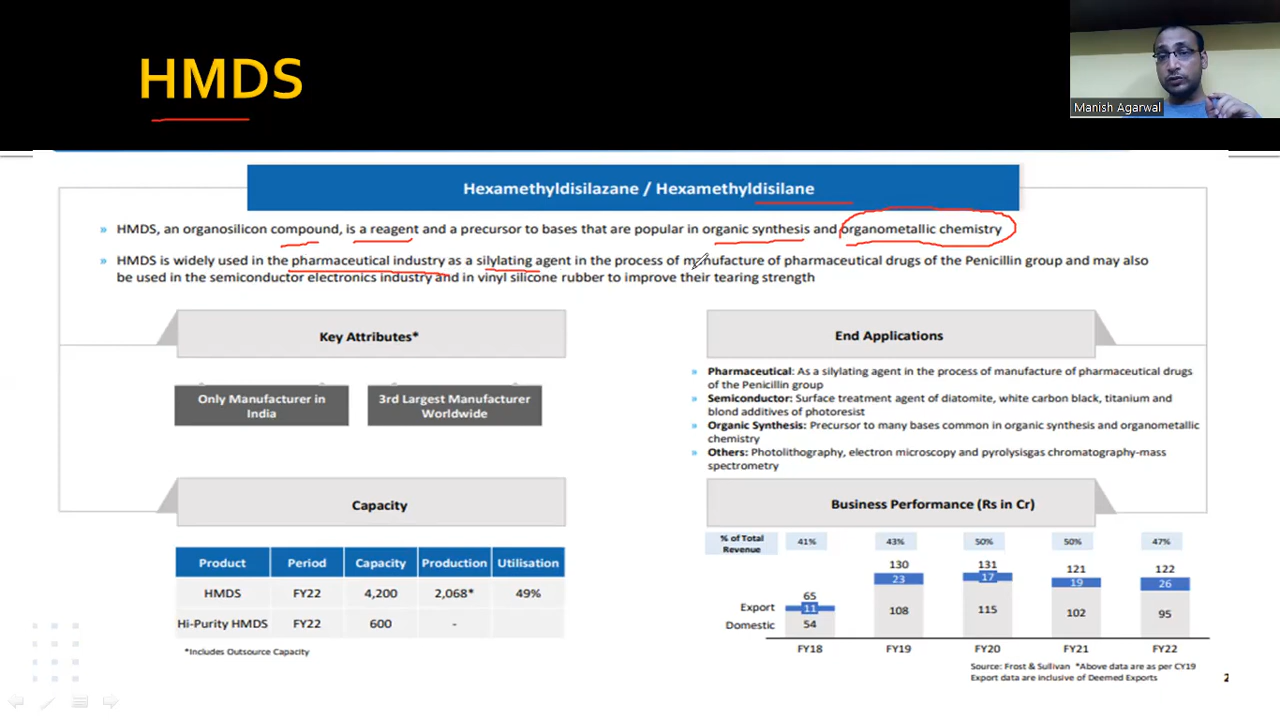 HMDS
Manish Agarwal
Hexamethyldisilazane / Hexamethyldisilane
» HMDS, an organosilicon compound, is a reagent and a precursor to bases that are popular in organic synthesis and organometallic chemistry
» HMDS is widely used in the pharmaceutical industry as a silylating agent in the process of manufacture of pharmaceutical drugs of the Penicillin group and may also
be used in the semiconductor electronics industry and in vinyl silicone rubber to improve their tearing strength
Key Attributes*
Only Manufacturer in
India
3rd Largest Manufacturer
Worldwide
End Applications
» Pharmaceutical: As a silylating agent in the process of manufacture of pharmaceutical drugs
of the Penicillin group
» Semiconductor: Surface treatment agent of diatomite, white carbon black, titanium and
blond additives of photoresist
» Organic Synthesis: Precursor to many bases common in organic synthesis and organometallic
chemistry
» Others: Photolithography, electron microscopy and pyrolysisgas chromatography-mass
spectrometry
Capacity
Product Period Capacity Production Utilisation
HMDS FY22 4,200 2,068* 49%
Hi-Purity HMDS FY22 600 -
*Includes Outsource Capacity
Business Performance (Rs in Cr)
% of Total
Revenue
41% 43% 50% 50% 47%
65 130 131 121 122
Export 11 23 17 19 26
Domestic 54 108 115 102 95
FY18 FY19 FY20 FY21 FY22
Source: Frost & Sullivan *Above data are as per CY19
Export data are inclusive of Deemed Exports